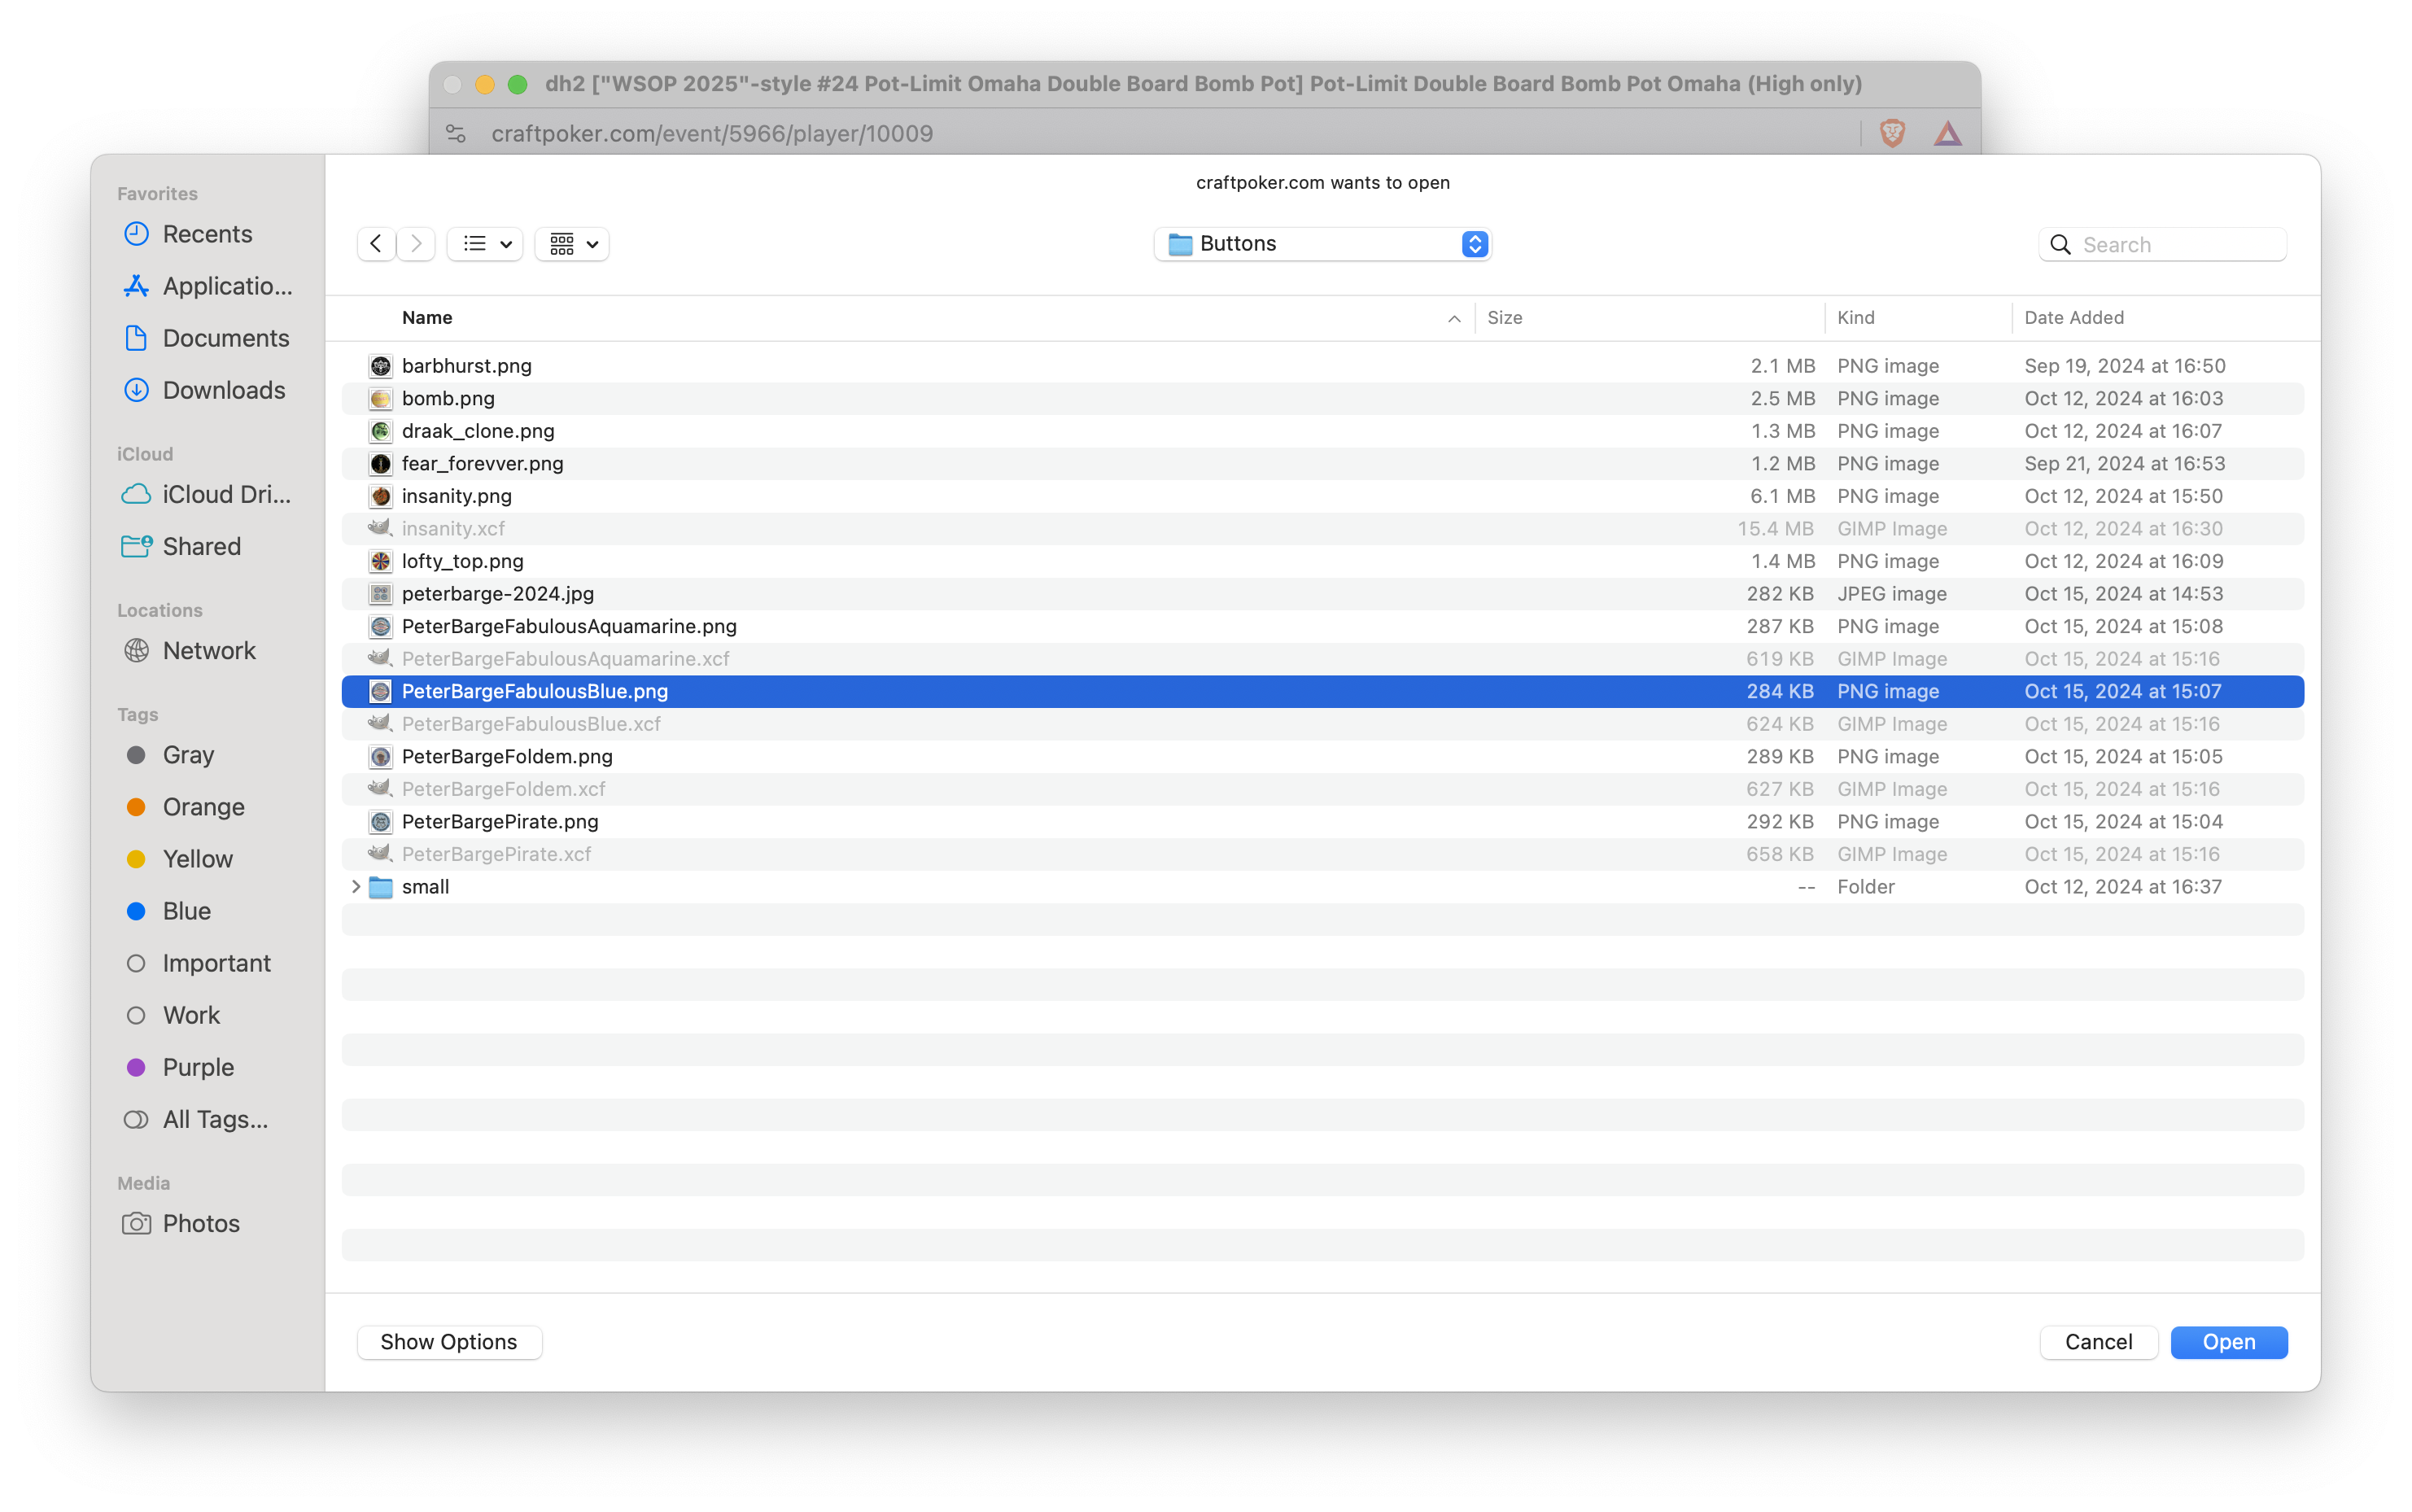 dh2 ["WSOP 2025"-style #24 Pot-Limit Omaha Double Board Bomb Pot] Pot-Limit Double Board Bomb Pot Omaha (High only)
craftpoker.com/event/5966/player/10009
craftpoker.com wants to open
Favorites
Recents
Applicatio...
Documents
Downloads
iCloud
iCloud Dri...
Shared
Locations
Network
Tags
Gray
Orange
Yellow
Blue
Important
Work
Purple
All Tags...
Media
Photos
Buttons
Search
Name Size Kind Date Added
barbhurst.png 2.1 MB PNG image Sep 19, 2024 at 16:50
bomb.png 2.5 MB PNG image Oct 12, 2024 at 16:03
draak_clone.png 1.3 MB PNG image Oct 12, 2024 at 16:07
fear_forevver.png 1.2 MB PNG image Sep 21, 2024 at 16:53
insanity.png 6.1 MB PNG image Oct 12, 2024 at 15:50
insanity.xcf 15.4 MB GIMP Image Oct 12, 2024 at 16:30
lofty_top.png 1.4 MB PNG image Oct 12, 2024 at 16:09
peterbarge-2024.jpg 282 KB JPEG image Oct 15, 2024 at 14:53
PeterBargeFabulousAquamarine.png 287 KB PNG image Oct 15, 2024 at 15:08
PeterBargeFabulousAquamarine.xcf 619 KB GIMP Image Oct 15, 2024 at 15:16
PeterBargeFabulousBlue.png 284 KB PNG image Oct 15, 2024 at 15:07
PeterBargeFabulousBlue.xcf 624 KB GIMP Image Oct 15, 2024 at 15:16
PeterBargeFoldem.png 289 KB PNG image Oct 15, 2024 at 15:05
PeterBargeFoldem.xcf 627 KB GIMP Image Oct 15, 2024 at 15:16
PeterBargePirate.png 292 KB PNG image Oct 15, 2024 at 15:04
PeterBargePirate.xcf 658 KB GIMP Image Oct 15, 2024 at 15:16
small -- Folder Oct 12, 2024 at 16:37
Show Options
Cancel
Open